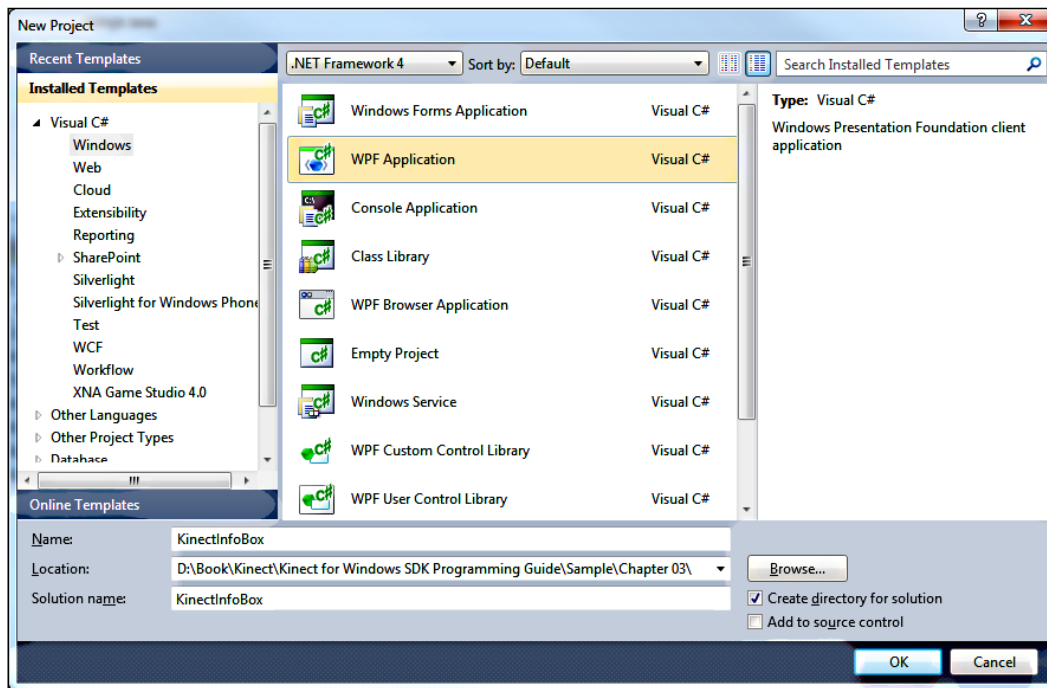 New Project
Recent Templates
.NET Framework 4
Sort by: Default
Search Installed Templates
Installed Templates
Visual C#
Windows
Web
Cloud
Extensibility
Reporting
SharePoint
Silverlight
Silverlight for Windows Phone
Test
WCF
Workflow
XNA Game Studio 4.0
Other Languages
Other Project Types
Database
Online Templates
Windows Forms Application Visual C#
WPF Application Visual C#
Console Application Visual C#
Class Library Visual C#
WPF Browser Application Visual C#
Empty Project Visual C#
Windows Service Visual C#
WPF Custom Control Library Visual C#
WPF User Control Library Visual C#
Type: Visual C#
Windows Presentation Foundation client
application
Name: KinectInfoBox
Location: D:\Book\Kinect\Kinect for Windows SDK Programming Guide\Sample\Chapter 03\
Browse...
Solution name: KinectInfoBox
Create directory for solution
Add to source control
OK
Cancel